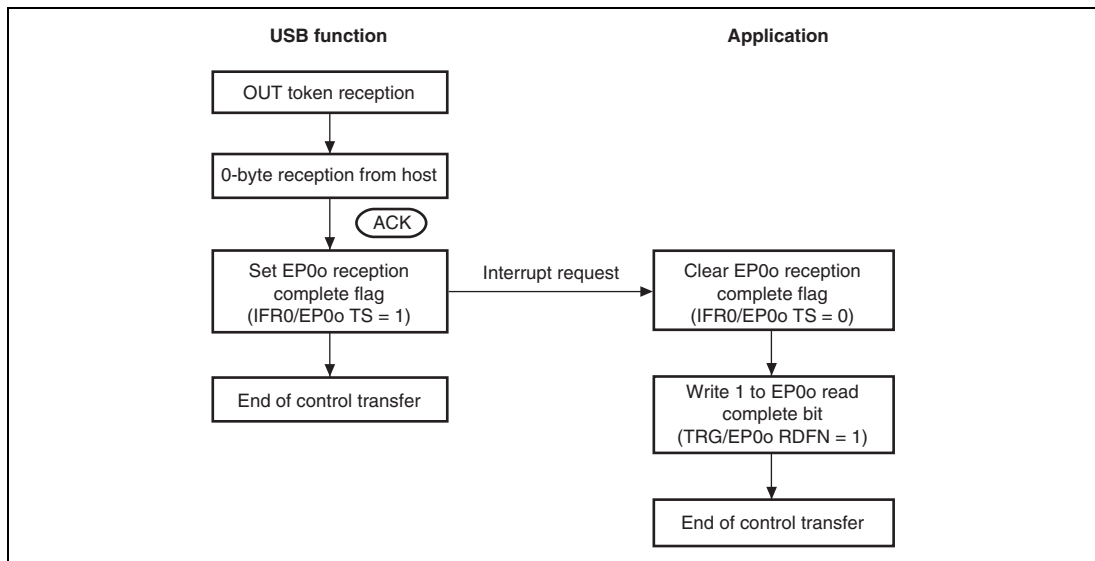 USB function
Application
OUT token reception
0-byte reception from host
ACK
Set EP0o reception
complete flag
(IFR0/EP0o TS = 1)
Interrupt request
Clear EP0o reception
complete flag
(IFR0/EP0o TS = 0)
End of control transfer
Write 1 to EP0o read
complete bit
(TRG/EP0o RDFN = 1)
End of control transfer